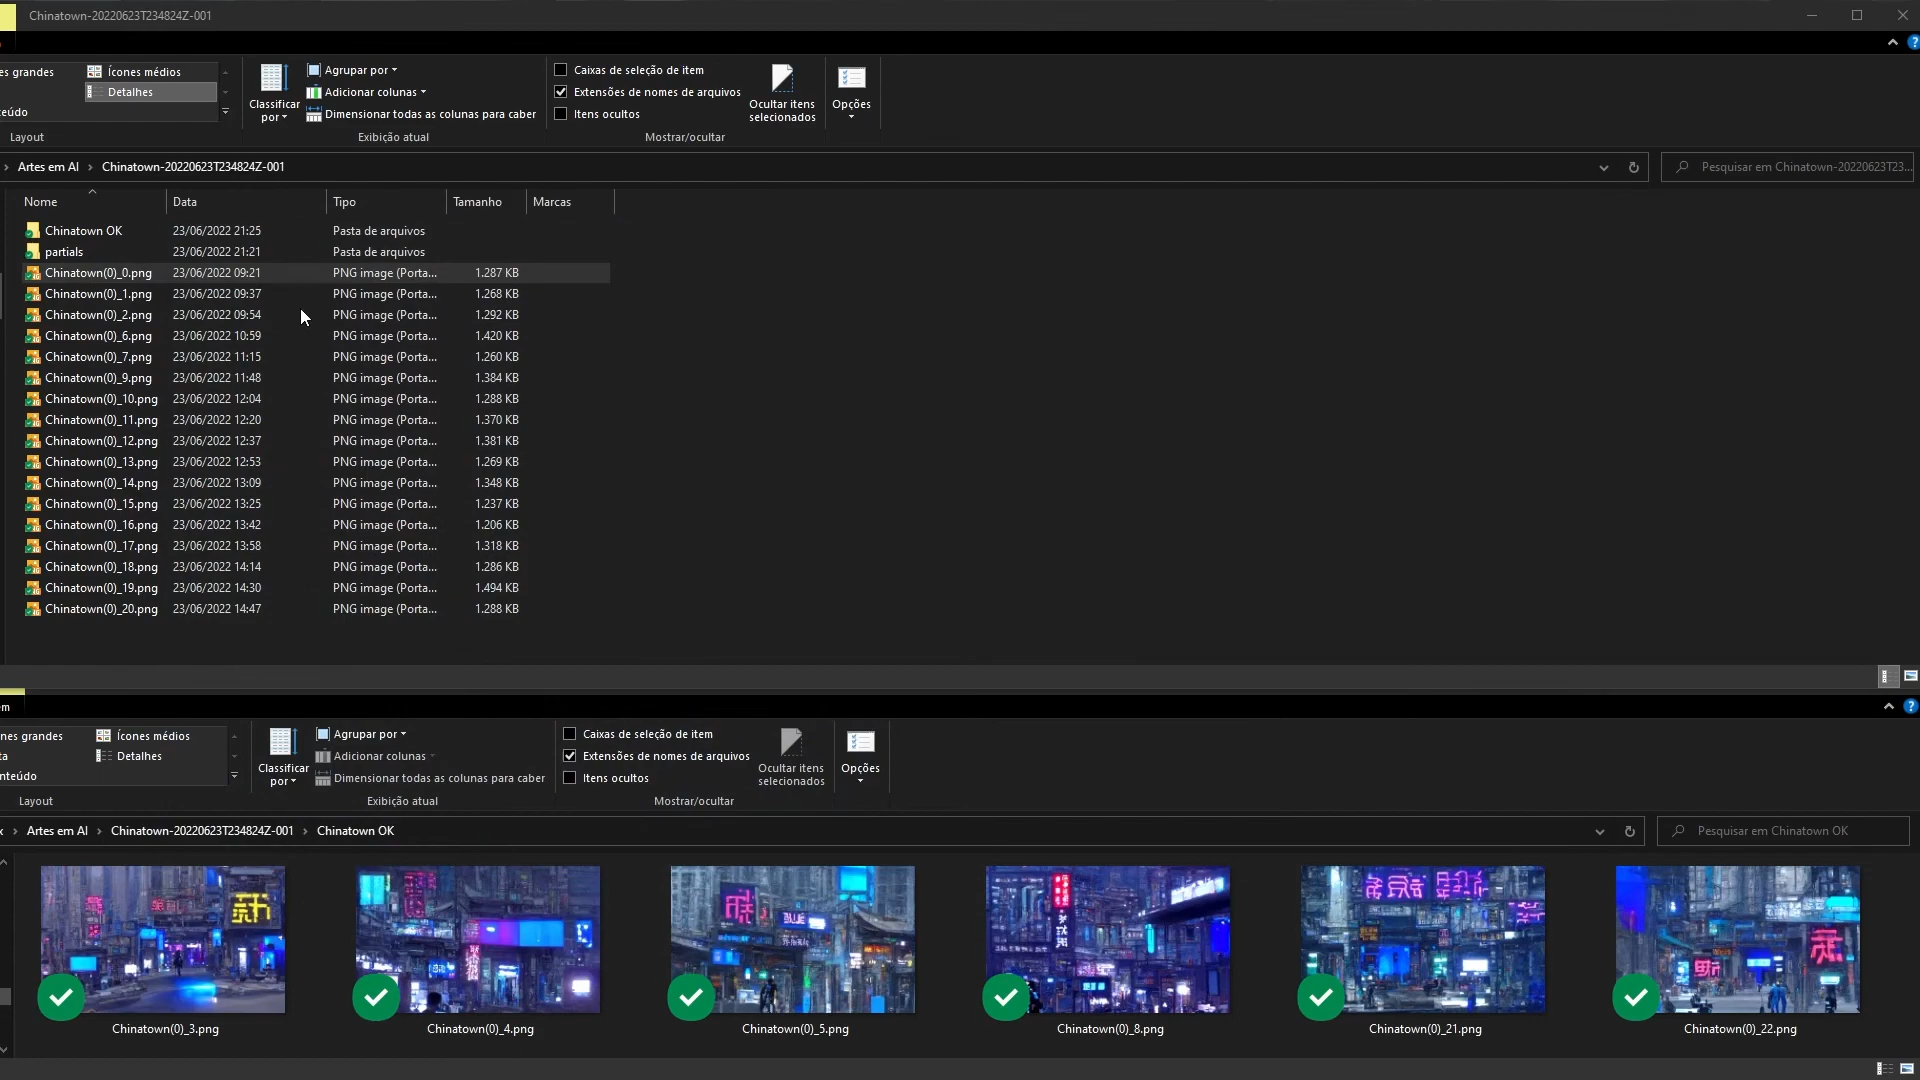 Chinatown-20220623T234824Z-001
es grandes
Ícones médios
Detalhes
eúdo
Layout
Classificar por
Agrupar por
Adicionar colunas
Dimensionar todas as colunas para caber
Exibição atual
Caixas de seleção de item
Extensões de nomes de arquivos
Itens ocultos
Ocultar itens selecionados
Mostrar/ocultar
Opções
Artes em AI > Chinatown-20220623T234824Z-001
Pesquisar em Chinatown-20220623T23...
Nome Data Tipo Tamanho Marcas
Chinatown OK 23/06/2022 21:25 Pasta de arquivos
partials 23/06/2022 21:21 Pasta de arquivos
Chinatown(0)_0.png 23/06/2022 09:21 PNG image (Porta... 1.287 KB
Chinatown(0)_1.png 23/06/2022 09:37 PNG image (Porta... 1.268 KB
Chinatown(0)_2.png 23/06/2022 09:54 PNG image (Porta... 1.292 KB
Chinatown(0)_6.png 23/06/2022 10:59 PNG image (Porta... 1.420 KB
Chinatown(0)_7.png 23/06/2022 11:15 PNG image (Porta... 1.260 KB
Chinatown(0)_9.png 23/06/2022 11:48 PNG image (Porta... 1.384 KB
Chinatown(0)_10.png 23/06/2022 12:04 PNG image (Porta... 1.288 KB
Chinatown(0)_11.png 23/06/2022 12:20 PNG image (Porta... 1.370 KB
Chinatown(0)_12.png 23/06/2022 12:37 PNG image (Porta... 1.381 KB
Chinatown(0)_13.png 23/06/2022 12:53 PNG image (Porta... 1.269 KB
Chinatown(0)_14.png 23/06/2022 13:09 PNG image (Porta... 1.348 KB
Chinatown(0)_15.png 23/06/2022 13:25 PNG image (Porta... 1.237 KB
Chinatown(0)_16.png 23/06/2022 13:42 PNG image (Porta... 1.206 KB
Chinatown(0)_17.png 23/06/2022 13:58 PNG image (Porta... 1.318 KB
Chinatown(0)_18.png 23/06/2022 14:14 PNG image (Porta... 1.286 KB
Chinatown(0)_19.png 23/06/2022 14:30 PNG image (Porta... 1.494 KB
Chinatown(0)_20.png 23/06/2022 14:47 PNG image (Porta... 1.288 KB
em
nes grandes
Ícones médios
ta
Detalhes
nteúdo
Layout
Classificar por
Agrupar por
Adicionar colunas
Dimensionar todas as colunas para caber
Exibição atual
Caixas de seleção de item
Extensões de nomes de arquivos
Itens ocultos
Ocultar itens selecionados
Mostrar/ocultar
Opções
x > Artes em AI > Chinatown-20220623T234824Z-001 > Chinatown OK
Pesquisar em Chinatown OK
Chinatown(0)_3.png
Chinatown(0)_4.png
Chinatown(0)_5.png
Chinatown(0)_8.png
Chinatown(0)_21.png
Chinatown(0)_22.png